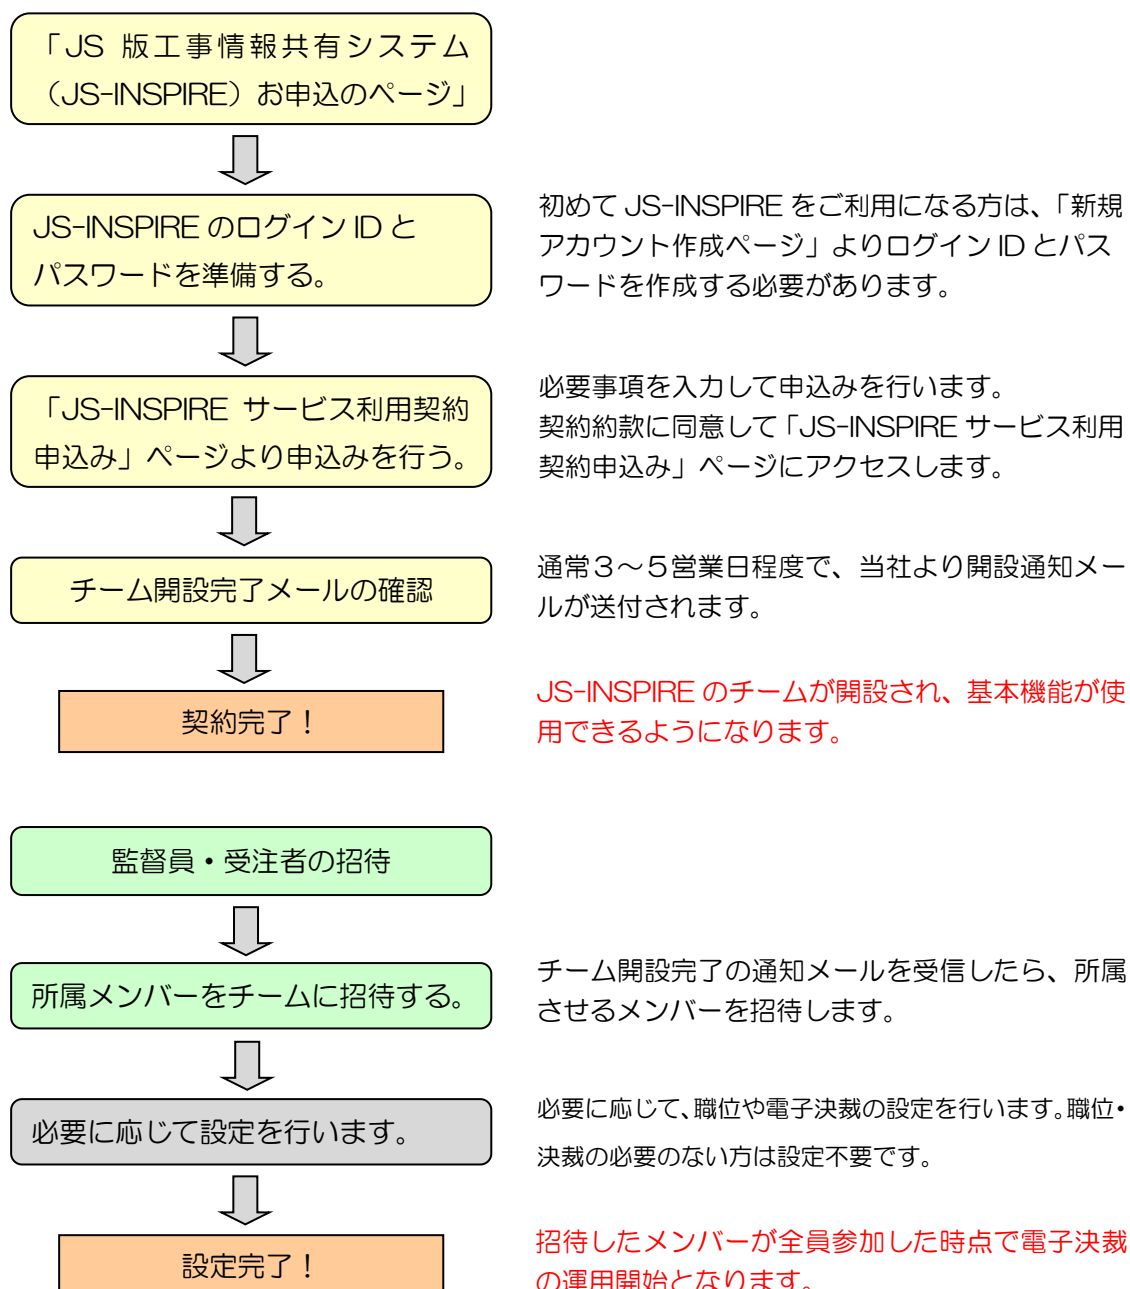 「JS 版工事情報共有システム
（JS-INSPIRE）お申込のページ」
JS-INSPIRE のログイン ID と
パスワードを準備する。
初めて JS-INSPIRE をご利用になる方は、「新規
アカウント作成ページ」よりログイン ID とパス
ワードを作成する必要があります。
「JS-INSPIRE サービス利用契約
申込み」ページより申込みを行う。
必要事項を入力して申込みを行います。
契約約款に同意して「JS-INSPIRE サービス利用
契約申込み」ページにアクセスします。
チーム開設完了メールの確認
通常３～５営業日程度で、当社より開設通知メー
ルが送付されます。
契約完了！
JS-INSPIRE のチームが開設され、基本機能が使
用できるようになります。
監督員・受注者の招待
所属メンバーをチームに招待する。
チーム開設完了の通知メールを受信したら、所属
させるメンバーを招待します。
必要に応じて設定を行います。
必要に応じて、職位や電子決裁の設定を行います。職位・
決裁の必要のない方は設定不要です。
設定完了！
招待したメンバーが全員参加した時点で電子決裁
の運用開始となります。